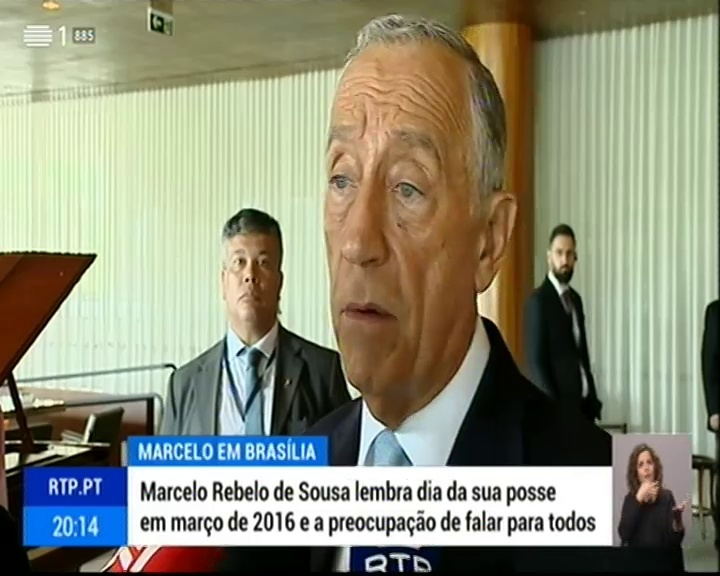 1 885
MARCELO EM BRASÍLIA
RTP.PT
Marcelo Rebelo de Sousa lembra dia da sua posse
20:14
em março de 2016 e a preocupação de falar para todos
RTP